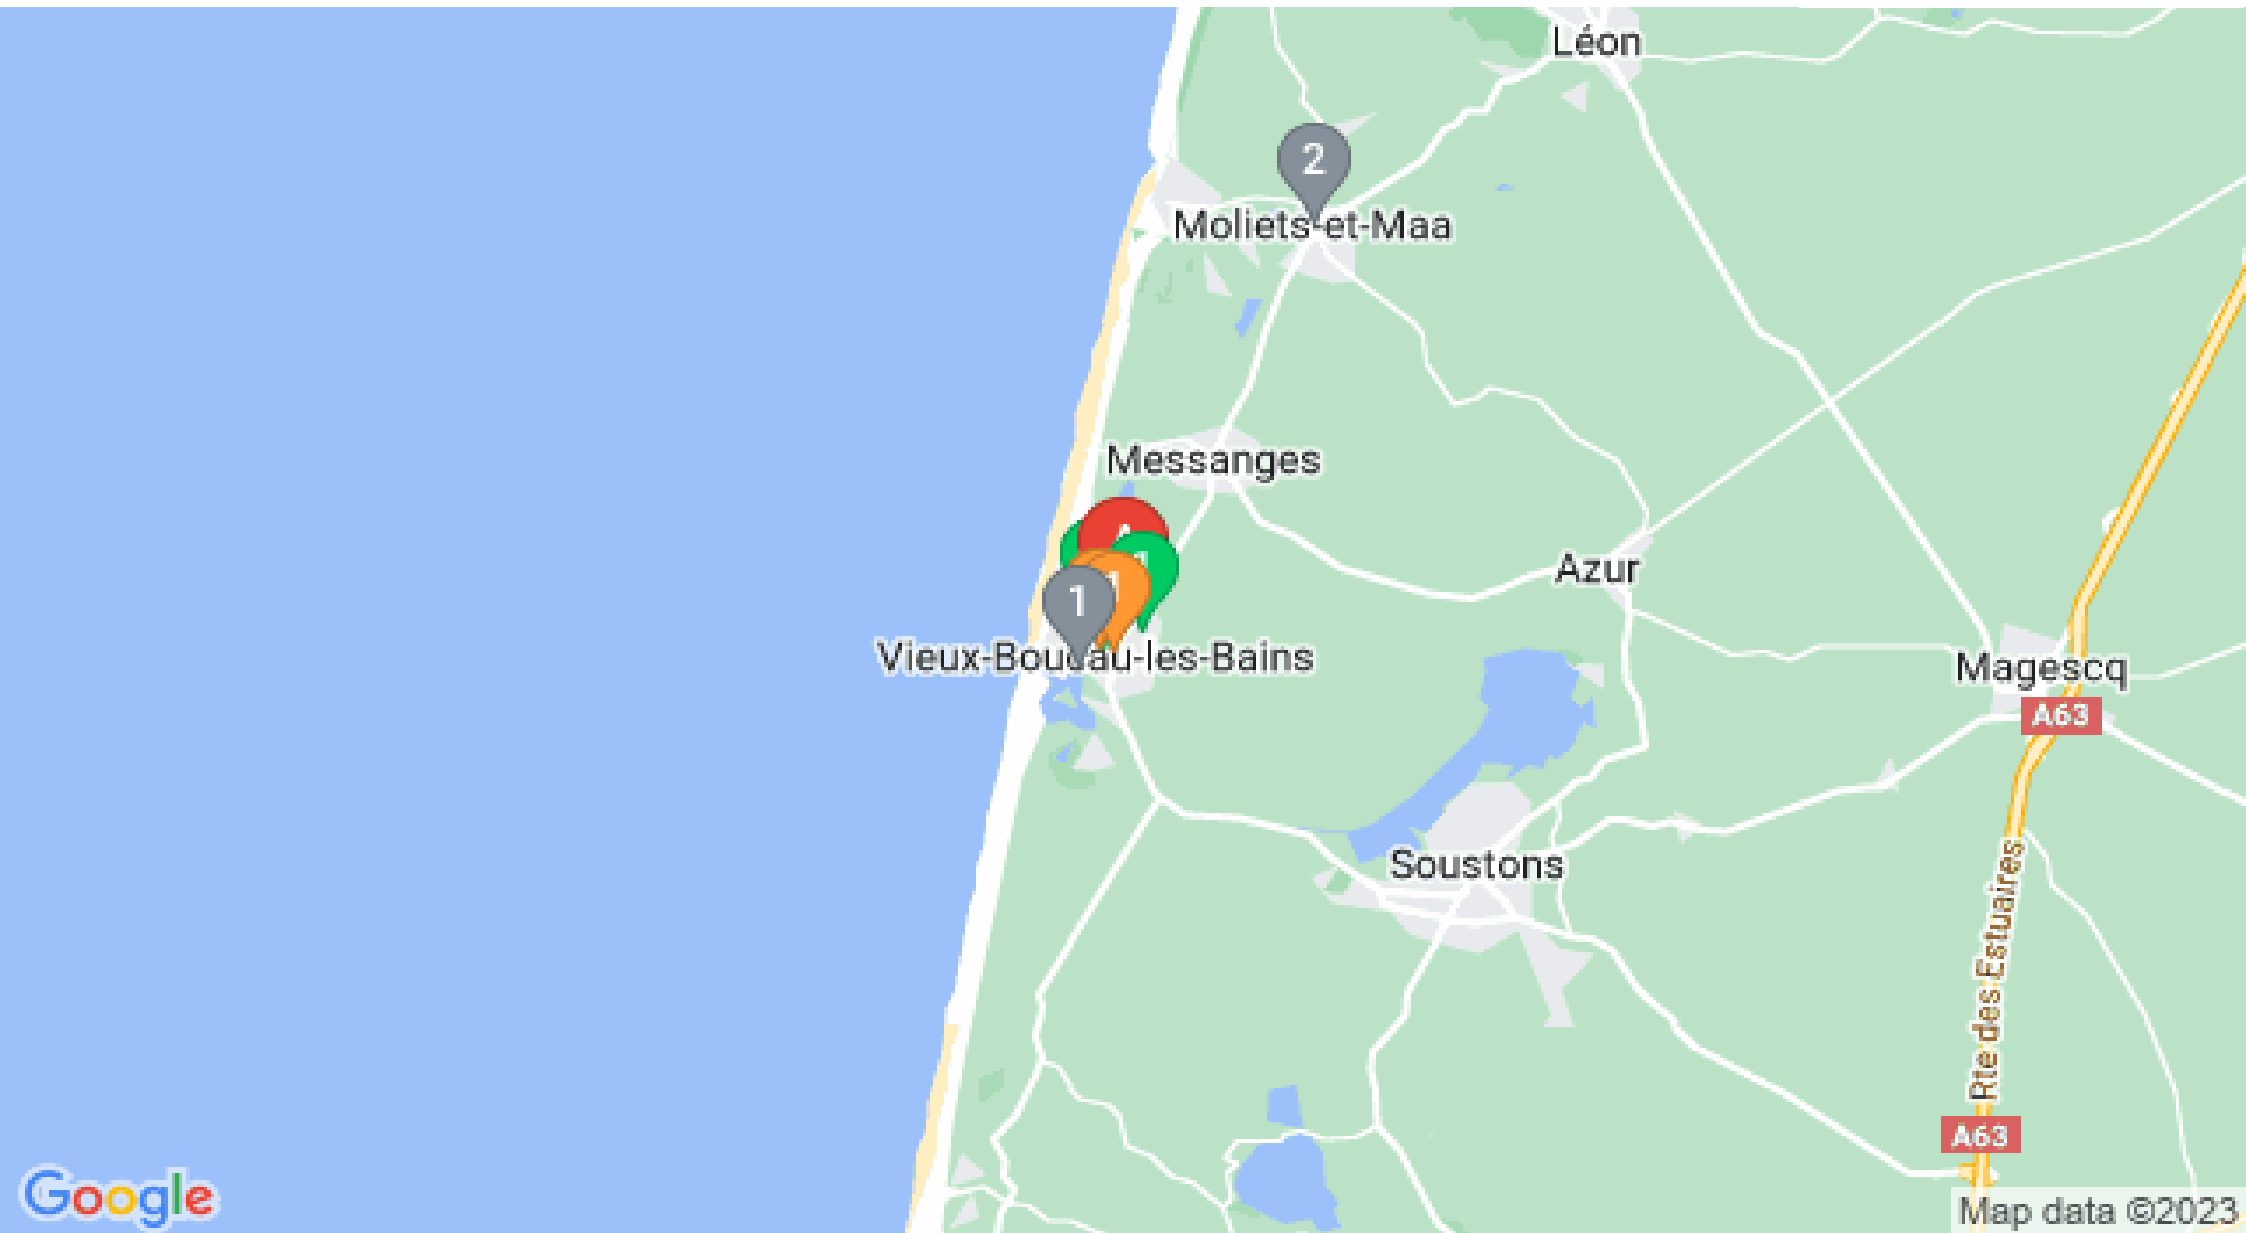 Léon
2
Moliets-et-Maa
Messanges
Azur
1
Vieux-Boucau-les-Bains
Magescq
A63
Soustons
Rte des Estuaires
A63
Google
Map data ©2023